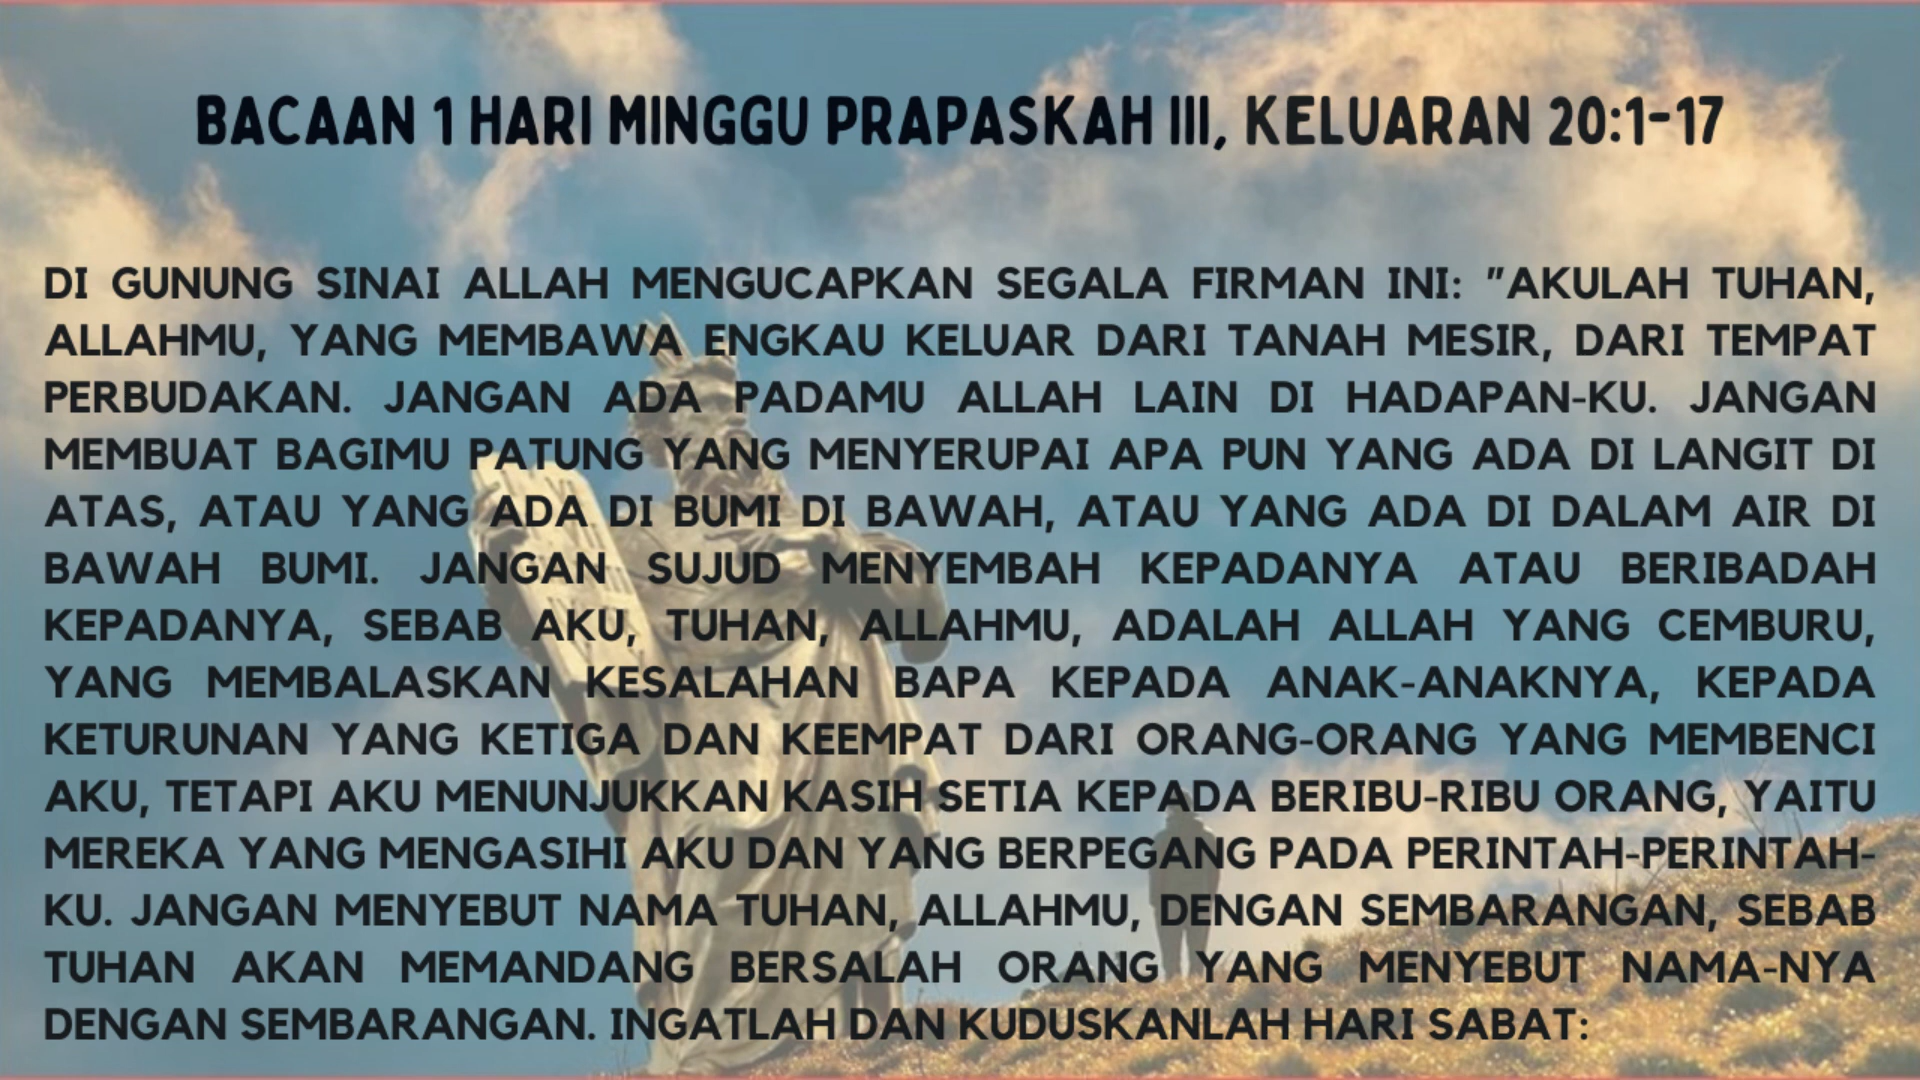 BACAAN 1 HARI MINGGU PRAPASKAH III, KELUARAN 20:1-17
DI GUNUNG SINAI ALLAH MENGUCAPKAN SEGALA FIRMAN INI: "AKULAH TUHAN,
ALLAHMU, YANG MEMBAWA ENGKAU KELUAR DARI TANAH MESIR, DARI TEMPAT
PERBUDAKAN. JANGAN ADA PADAMU ALLAH LAIN DI HADAPAN-KU. JANGAN
MEMBUAT BAGIMU PATUNG YANG MENYERUPAI APA PUN YANG ADA DI LANGIT DI
ATAS, ATAU YANG ADA DI BUMI DI BAWAH, ATAU YANG ADA DI DALAM AIR DI
BAWAH BUMI. JANGAN SUJUD MENYEMBAH KEPADANYA ATAU BERIBADAH
KEPADANYA, SEBAB AKU, TUHAN, ALLAHMU, ADALAH ALLAH YANG CEMBURU,
YANG MEMBALASKAN KESALAHAN BAPA KEPADA ANAK-ANAKNYA, KEPADA
KETURUNAN YANG KETIGA DAN KEEMPAT DARI ORANG-ORANG YANG MEMBENCI
AKU, TETAPI AKU MENUNJUKKAN KASIH SETIA KEPADA BERIBU-RIBU ORANG, YAITU
MEREKA YANG MENGASIHI AKU DAN YANG BERPEGANG PADA PERINTAH-PERINTAH-
KU. JANGAN MENYEBUT NAMA TUHAN, ALLAHMU, DENGAN SEMBARANGAN, SEBAB
TUHAN AKAN MEMANDANG BERSALAH ORANG YANG MENYEBUT NAMA-NYA
DENGAN SEMBARANGAN. INGATLAH DAN KUDUSKANLAH HARI SABAT: